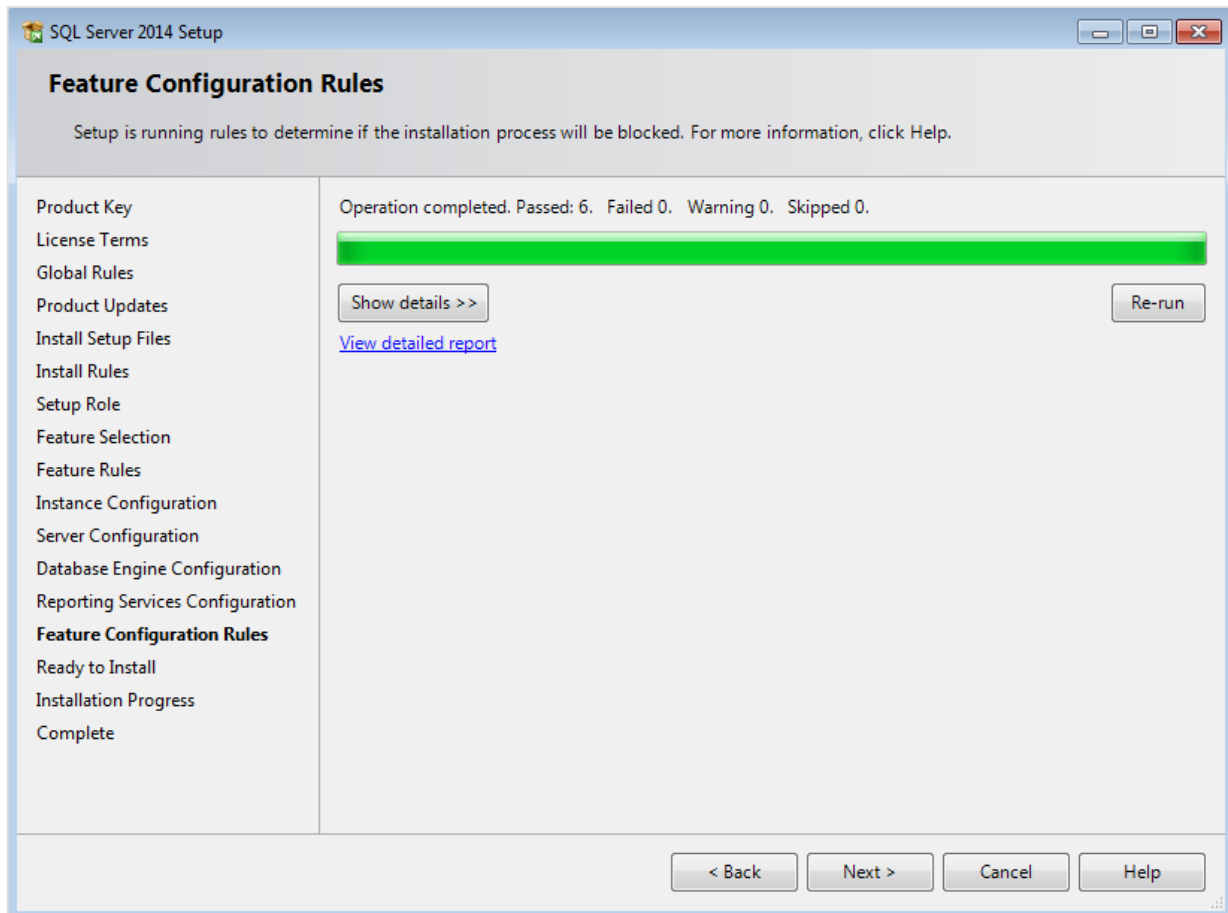 SQL Server 2014 Setup
Feature Configuration Rules
Setup is running rules to determine if the installation process will be blocked. For more information, click Help.
Product Key
License Terms
Global Rules
Product Updates
Install Setup Files
Install Rules
Setup Role
Feature Selection
Feature Rules
Instance Configuration
Server Configuration
Database Engine Configuration
Reporting Services Configuration
Feature Configuration Rules
Ready to Install
Installation Progress
Complete
Operation completed. Passed: 6.   Failed 0.   Warning 0.   Skipped 0.
Show details >>
Re-run
View detailed report
< Back
Next >
Cancel
Help